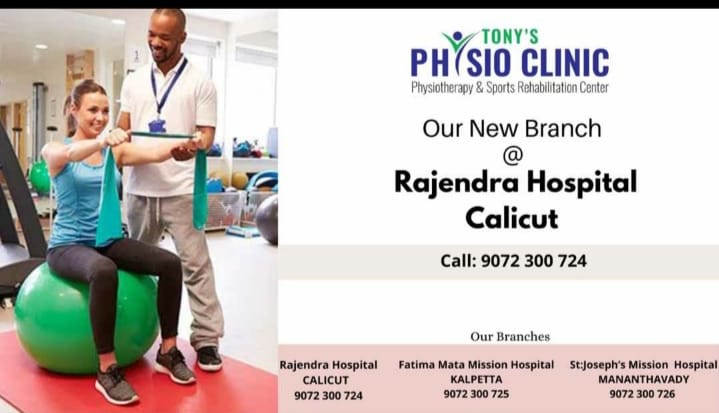 TONY'S
PHYSIO CLINIC
Physiotherapy & Sports Rehabilitation Center
Our New Branch
@
Rajendra Hospital
Calicut
Call: 9072 300 724
Our Branches
Rajendra Hospital
CALICUT
9072 300 724
Fatima Mata Mission Hospital
KALPETTA
9072 300 725
St:Joseph's Mission Hospital
MANANTHAVADY
9072 300 726